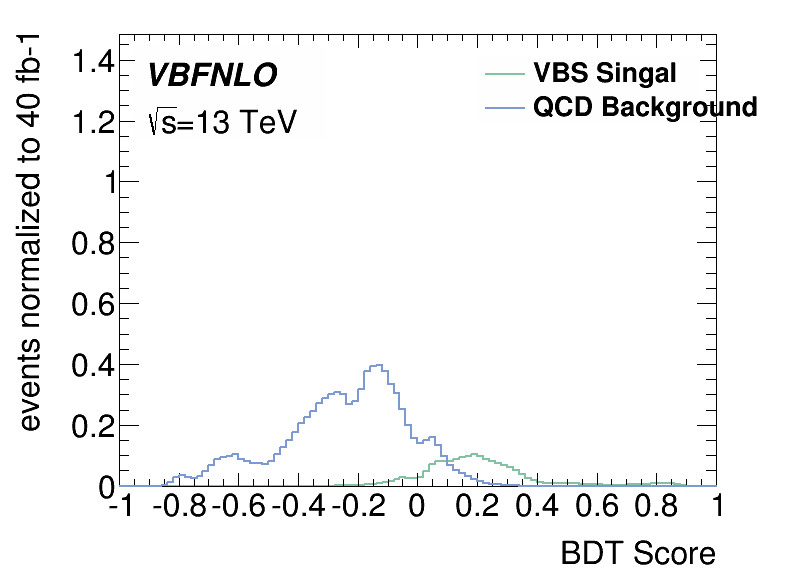 events normalized to 40 fb-1
1.4
1.2
1
0.8
0.6
0.4
0.2
0
VBFNLO
√s=13 TeV
VBS Singal
QCD Background
-1 -0.8 -0.6 -0.4 -0.2 0 0.2 0.4 0.6 0.8 1
BDT Score